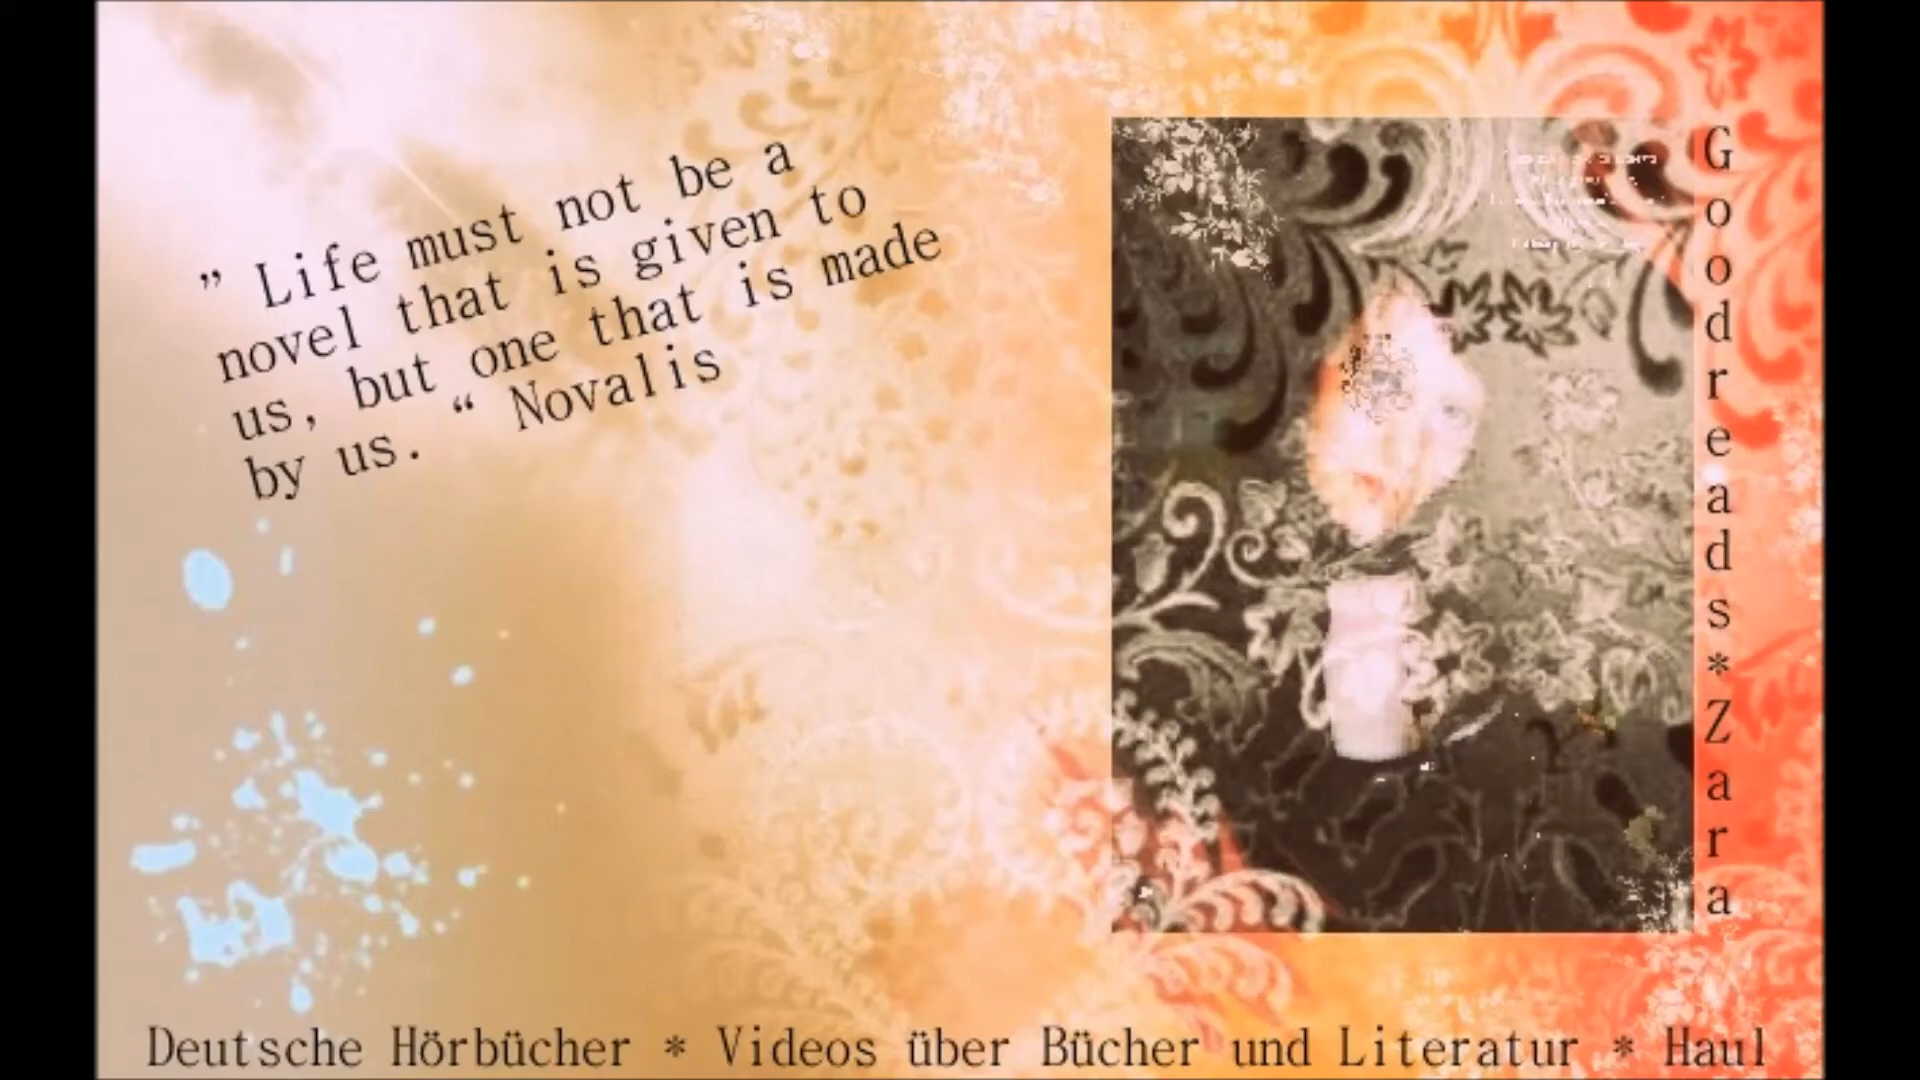 ” Life must not be a
novel that is given to
us, but one that is made
by us. “ Novalis
Goodreads*Zara
Deutsche Hörbücher * Videos über Bücher und Literatur * Haul